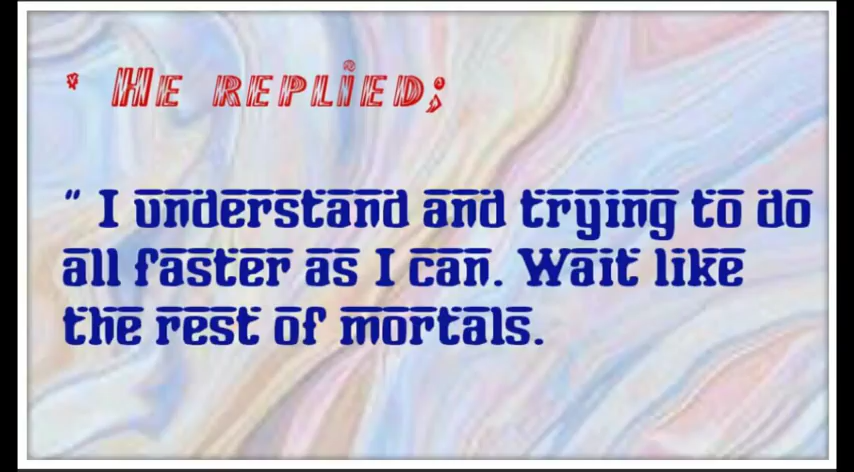 * He replied;
" I understand and trying to do
all faster as I can. Wait like
the rest of mortals.